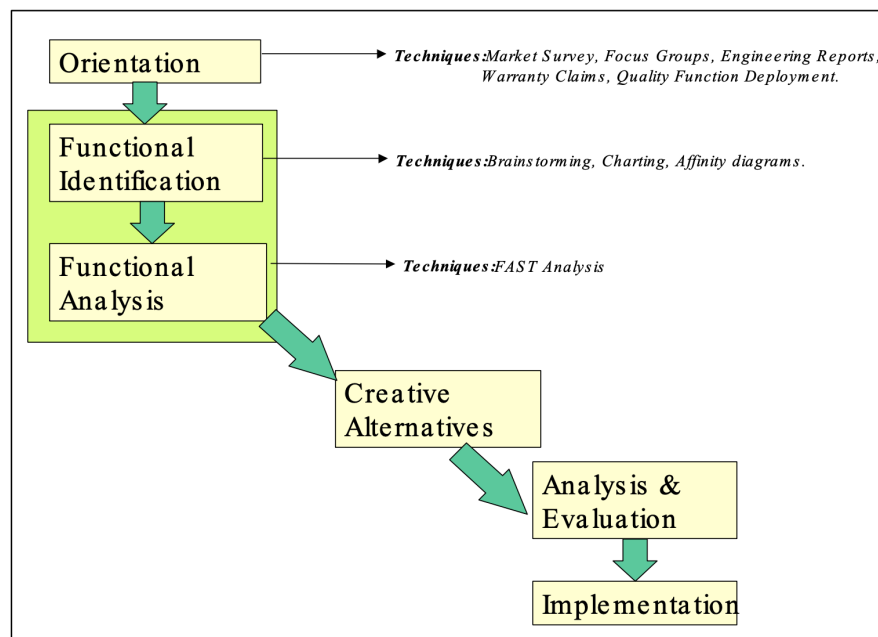 Orientation
Techniques:Market Survey, Focus Groups, Engineering Reports,
Warranty Claims, Quality Function Deployment.
Functional
Identification
Techniques:Brainstorming, Charting, Affinity diagrams.
Functional
Analysis
Techniques:FAST Analysis
Creative
Alternatives
Analysis &
Evaluation
Implementation